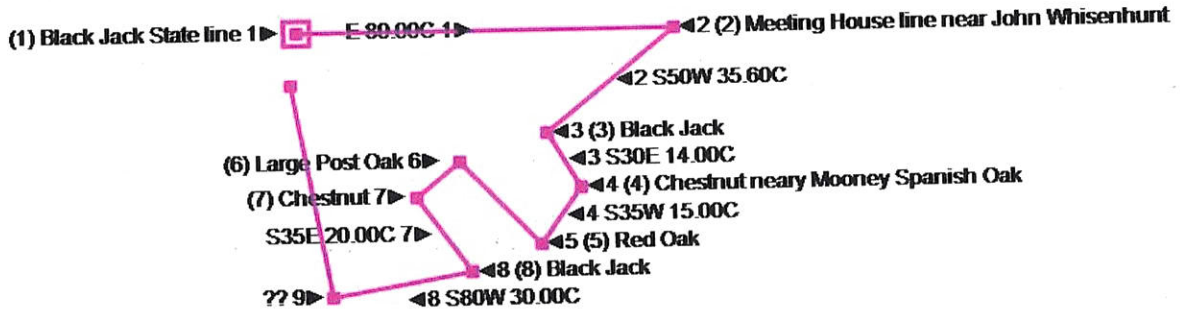 (1) Black Jack State line 1
E 80.00C 1
2 (2) Meeting House line near John Whisenhunt
2 S50W 35.60C
3 (3) Black Jack
3 S30E 14.00C
(6) Large Post Oak 6
4 (4) Chestnut neary Mooney Spanish Oak
(7) Chestnut 7
4 S35W 15.00C
S35E 20.00C 7
5 (5) Red Oak
8 (8) Black Jack
?? 9
8 S80W 30.00C